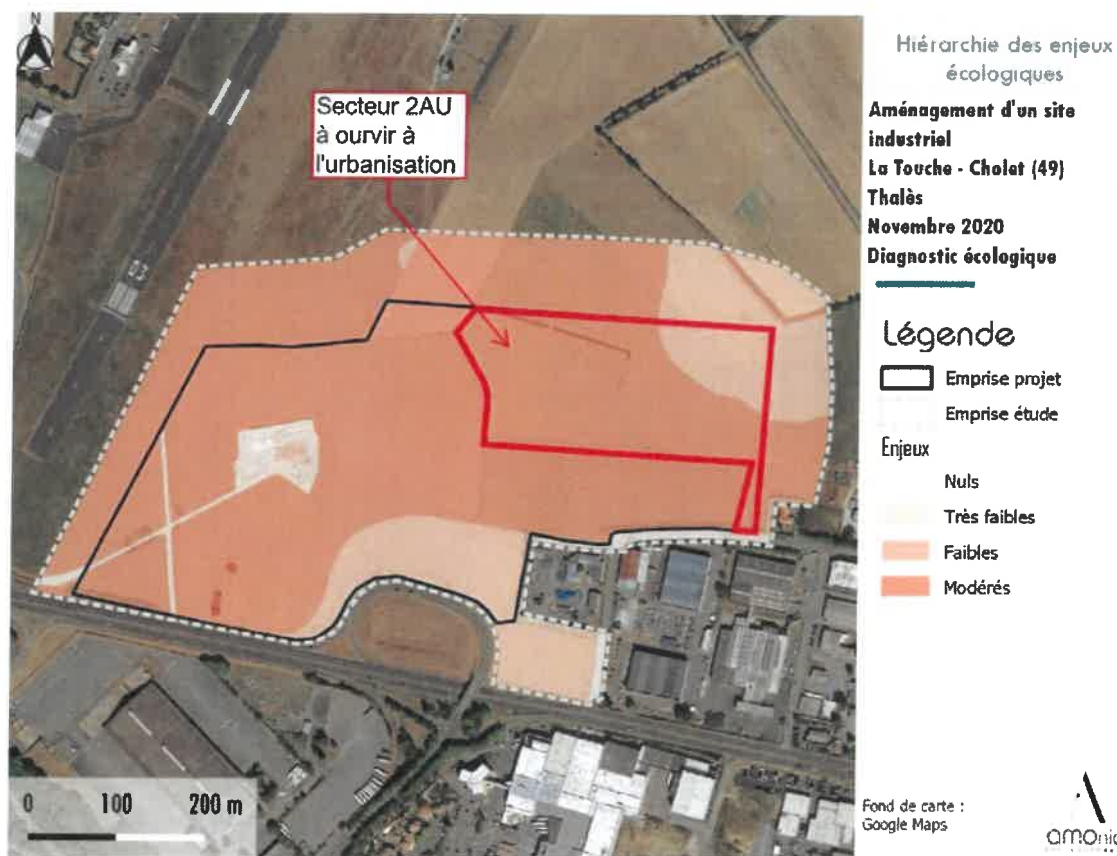 N
Secteur 2AU
à ourvir à
l'urbanisation
0 100 200 m
Hiérarchie des enjeux
écologiques
Aménagement d'un site
industriel
La Touche - Cholet (49)
Thalès
Novembre 2020
Diagnostic écologique
Légende
Emprise projet
Emprise étude
Enjeux
Nuls
Très faibles
Faibles
Modérés
Fond de carte :
Google Maps